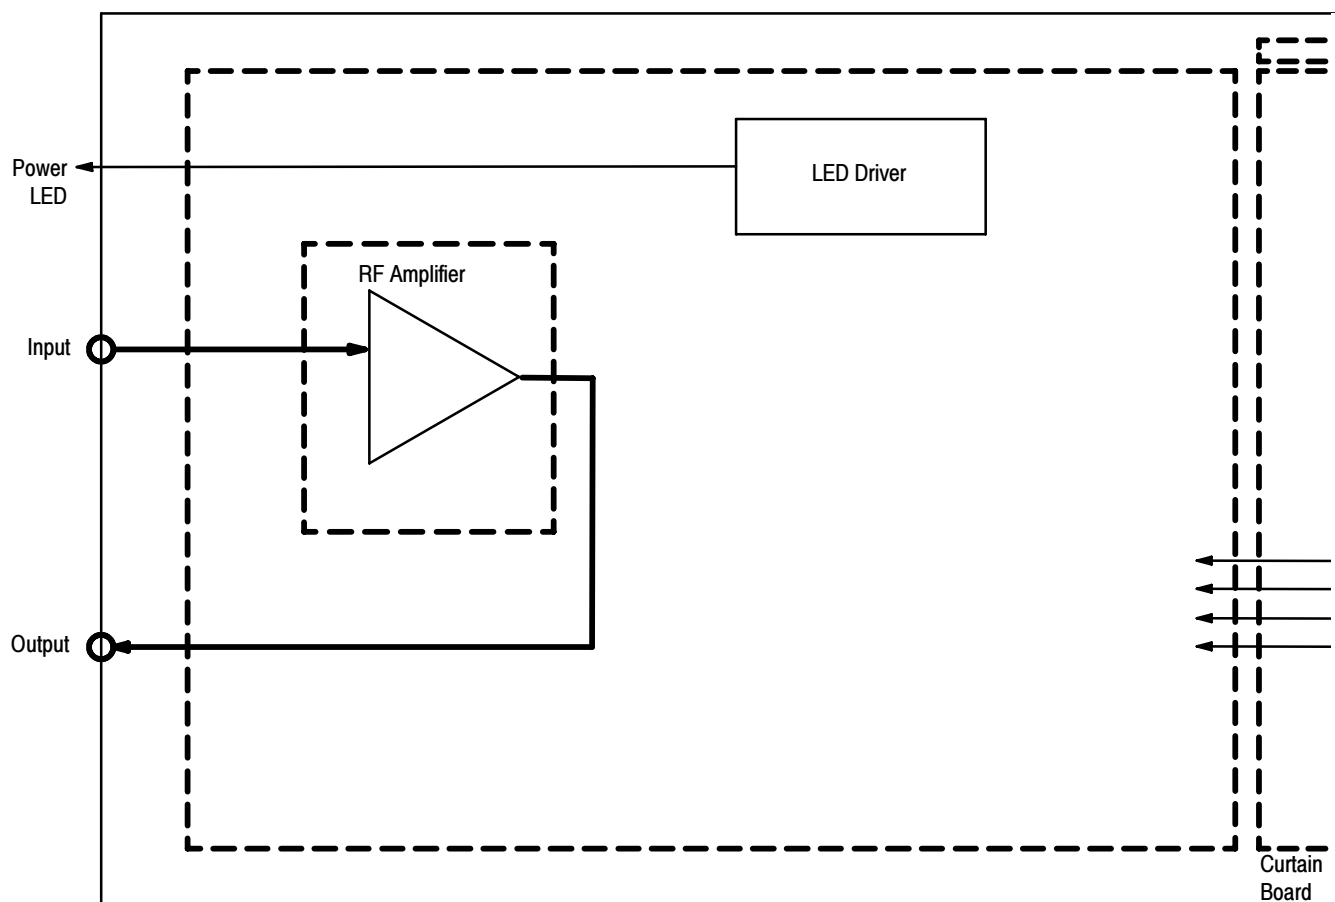 Power
LED
LED Driver
RF Amplifier
Input
Output
Curtain
Board